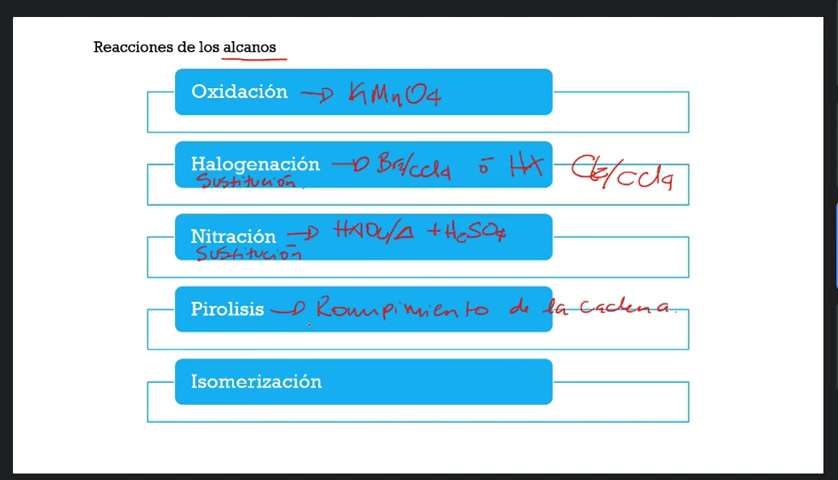 Reacciones de los alcanos
Oxidación → KMnO4
Halogenación → Br2/CCl4 ó HX Cl2/CCl4
Sustitución.
Nitración → HNO3/Δ + H2SO4
Sustitución
Pirolisis → Rompimiento de la cadena.
Isomerización